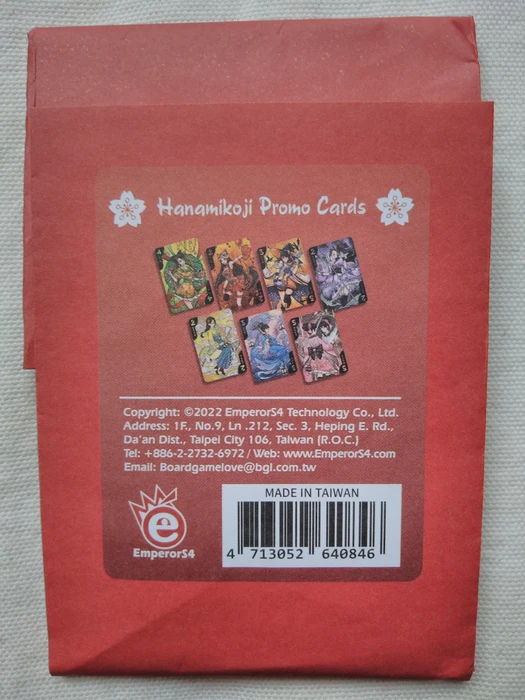 Hanamikoji Promo Cards
Copyright: ©2022 EmperorS4 Technology Co., Ltd.
Address: 1F., No.9, Ln .212, Sec. 3, Heping E. Rd.,
Da'an Dist., Taipei City 106, Taiwan (R.O.C.)
Tel: +886-2-2732-6972 / Web: www.EmperorS4.com
Email: Boardgamelove@bgl.com.tw
MADE IN TAIWAN
e
EmperorS4
4 713052 640846